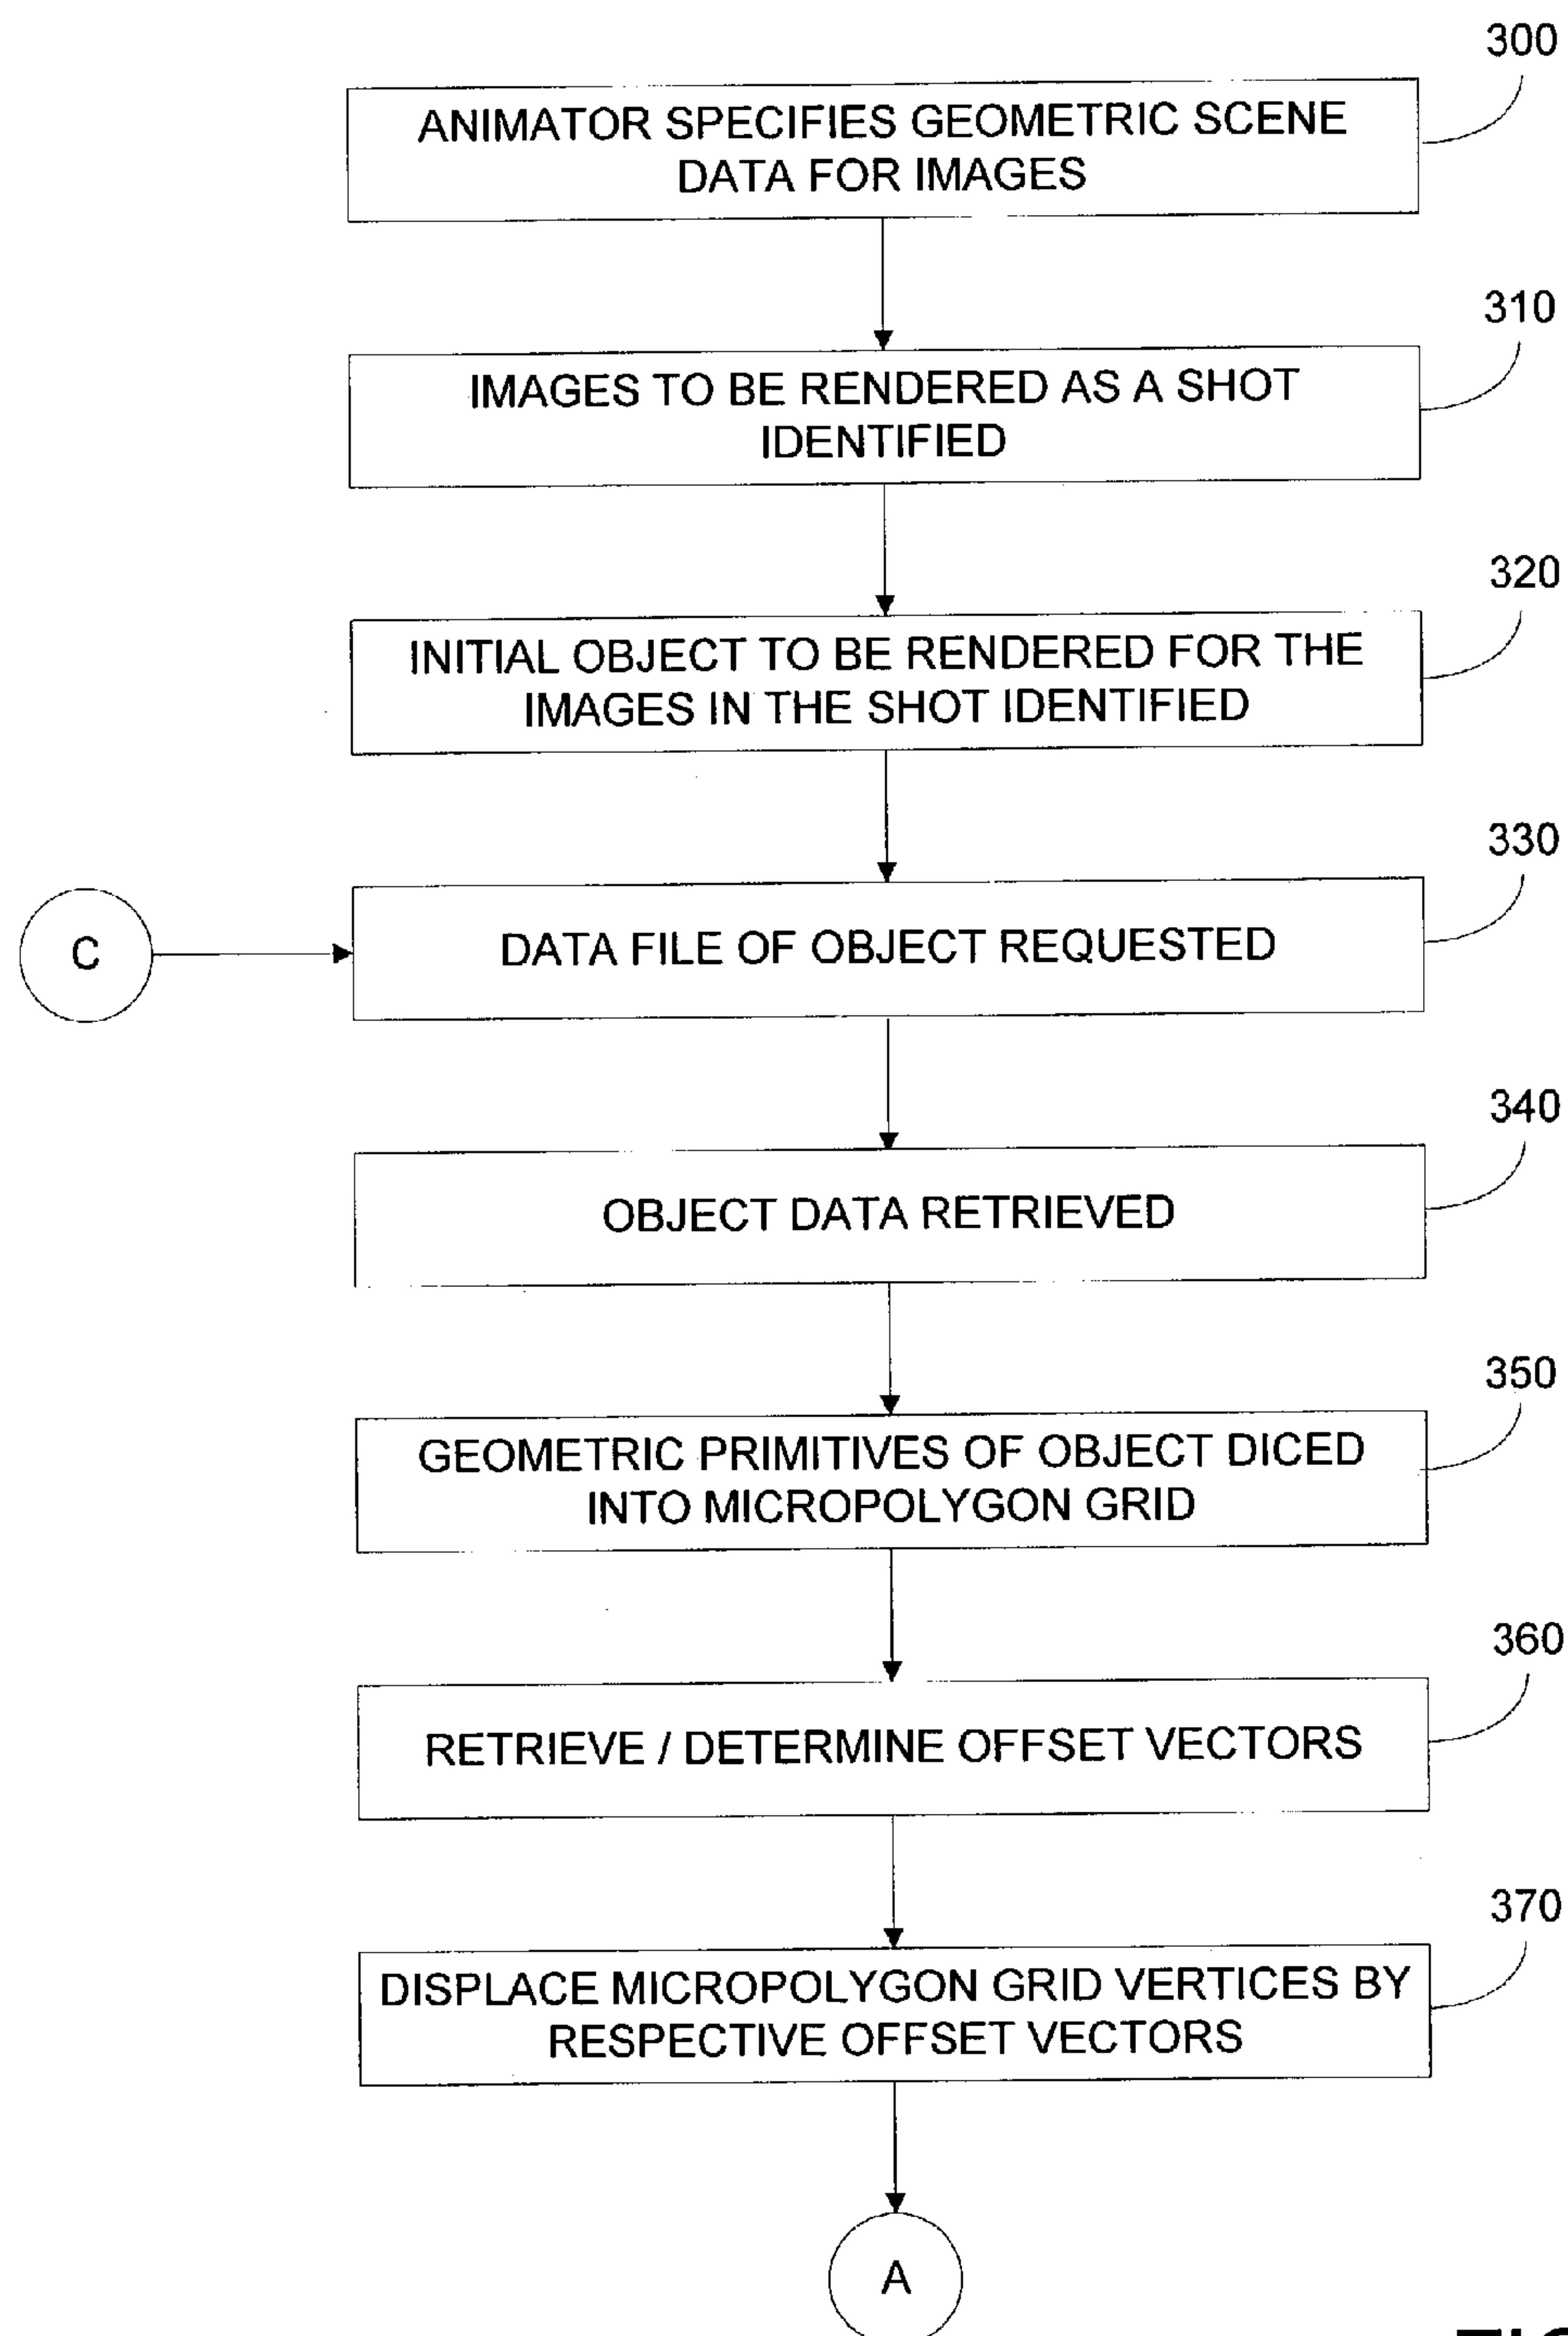 300
ANIMATOR SPECIFIES GEOMETRIC SCENE
DATA FOR IMAGES
310
IMAGES TO BE RENDERED AS A SHOT
IDENTIFIED
320
INITIAL OBJECT TO BE RENDERED FOR THE
IMAGES IN THE SHOT IDENTIFIED
330
C
DATA FILE OF OBJECT REQUESTED
340
OBJECT DATA RETRIEVED
350
GEOMETRIC PRIMITIVES OF OBJECT DICED
INTO MICROPOLYGON GRID
360
RETRIEVE / DETERMINE OFFSET VECTORS
370
DISPLACE MICROPOLYGON GRID VERTICES BY
RESPECTIVE OFFSET VECTORS
A